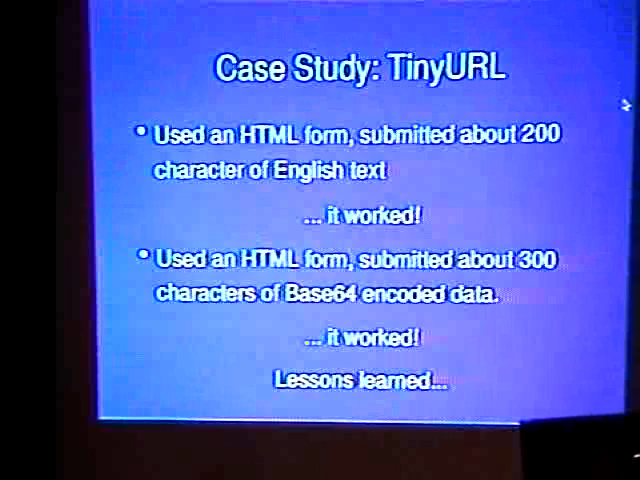 Case Study: TinyURL
• Used an HTML form, submitted about 200
character of English text
... it worked!
• Used an HTML form, submitted about 300
characters of Base64 encoded data.
... it worked!
Lessons learned...